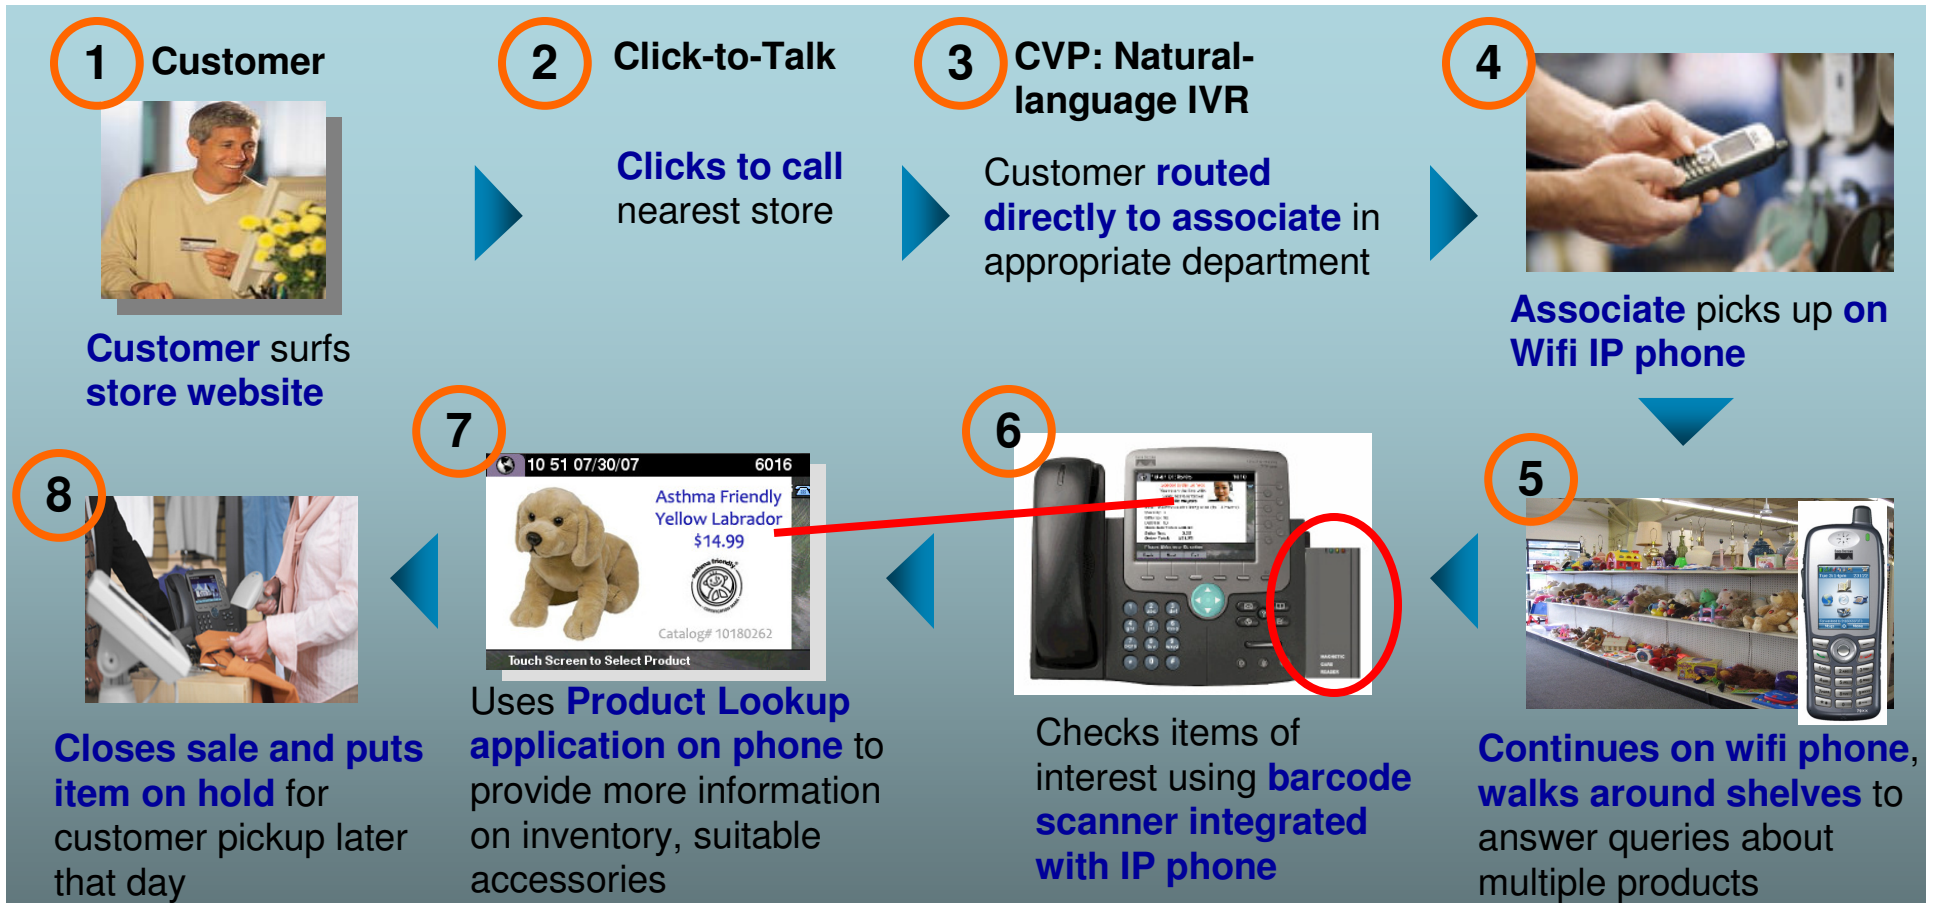 1 Customer
Customer surfs
store website
2 Click-to-Talk
Clicks to call
nearest store
3 CVP: Natural-
language IVR
Customer routed
directly to associate in
appropriate department
4
Associate picks up on
Wifi IP phone
5
Continues on wifi phone,
walks around shelves to
answer queries about
multiple products
6
MAGNETIC
CARD
READER
Checks items of
interest using barcode
scanner integrated
with IP phone
7
10 51 07/30/07 6016
Asthma Friendly
Yellow Labrador
$14.99
Catalog# 10180262
Touch Screen to Select Product
Uses Product Lookup
application on phone to
provide more information
on inventory, suitable
accessories
8
Closes sale and puts
item on hold for
customer pickup later
that day